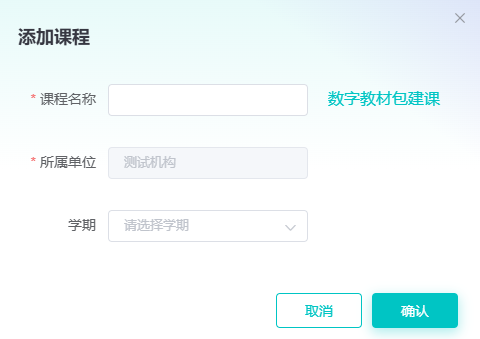 添加课程
* 课程名称 数字教材包建课
* 所属单位 测试机构
学期 请选择学期
取消 确认